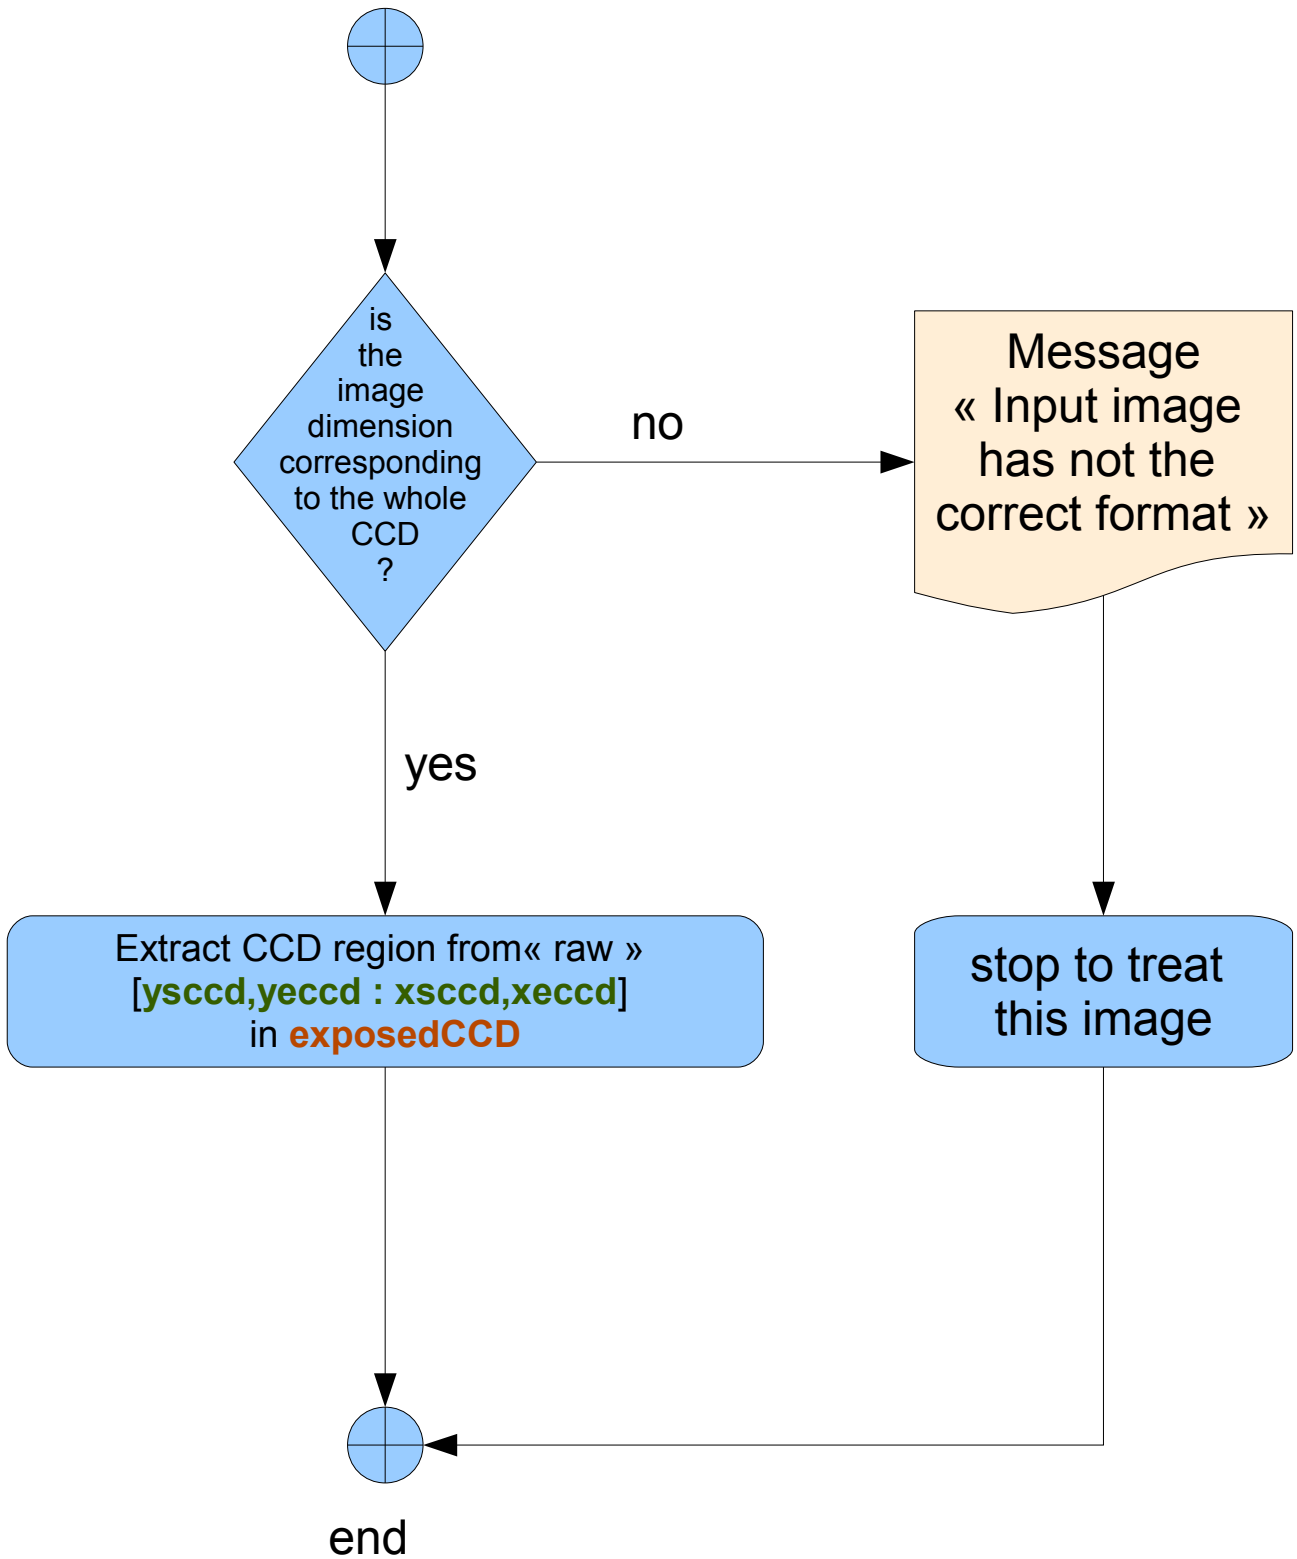 is
the
image
dimension
corresponding
to the whole
CCD
?
no
Message
« Input image
has not the
correct format »
yes
Extract CCD region from« raw »
[ysccd,yeccd : xsccd,xeccd]
in exposedCCD
stop to treat
this image
end